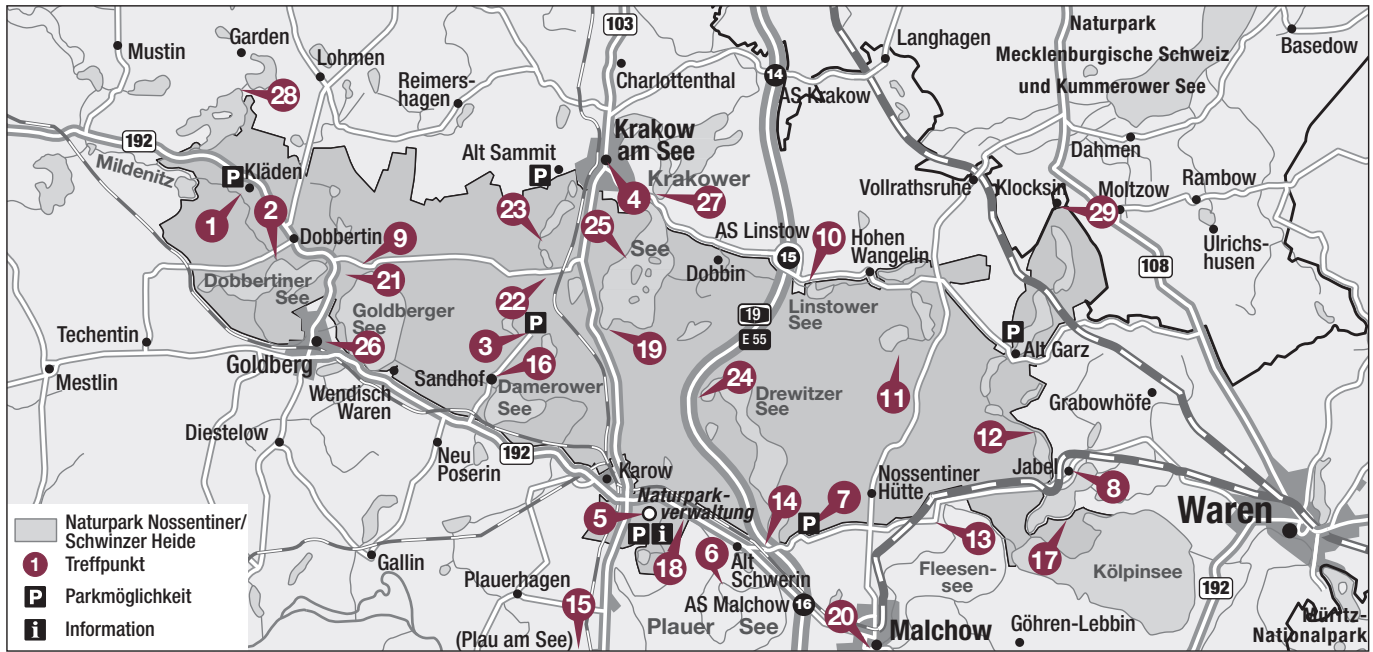 103
Garden
Mustin
Lohmen
Reimers-
hagen
Charlottenthal
14
AS Krakow
Langhagen
Naturpark
Mecklenburgische Schweiz
und Kummerower See
Basedow
28
192
Mildenitz
P
Kläden
1
2
Alt Sammit
P
Krakow
am See
Krakower
4
27
23
25
See
Dahmen
Vollrathsruhe
Klocksin
Moltzow
Rambow
29
Ulrichs-
husen
Dobbertin
9
AS Linstow
15
10
Hohen
Wangelin
Dobbin
108
Dobbertiner
See
21
22
Linstower
See
Goldberger
See
P
3
19
19
E 55
P
Alt Garz
Techentin
26
Goldberg
Mestlin
Sandhof
16
Damerower
See
24
Drewitzer
See
11
Wendisch
Waren
Grabowhöfe
Diestelow
192
Neu
Poserin
12
Karow
Jabel
8
Nossentiner
Hütte
Naturpark-
verwaltung
5
P
i
18
14
P
7
Waren
13
17
6
Alt
Schwerin
Fleesen-
see
Kölpinsee
192
Gallin
Plauerhagen
15
(Plau am See)
AS Malchow
16
Plauer
See
20
Malchow
Göhren-Lebbin
Müritz-
Nationalpark
Naturpark Nossentiner/
Schwinzer Heide
1
Treffpunkt
P
Parkmöglichkeit
i
Information